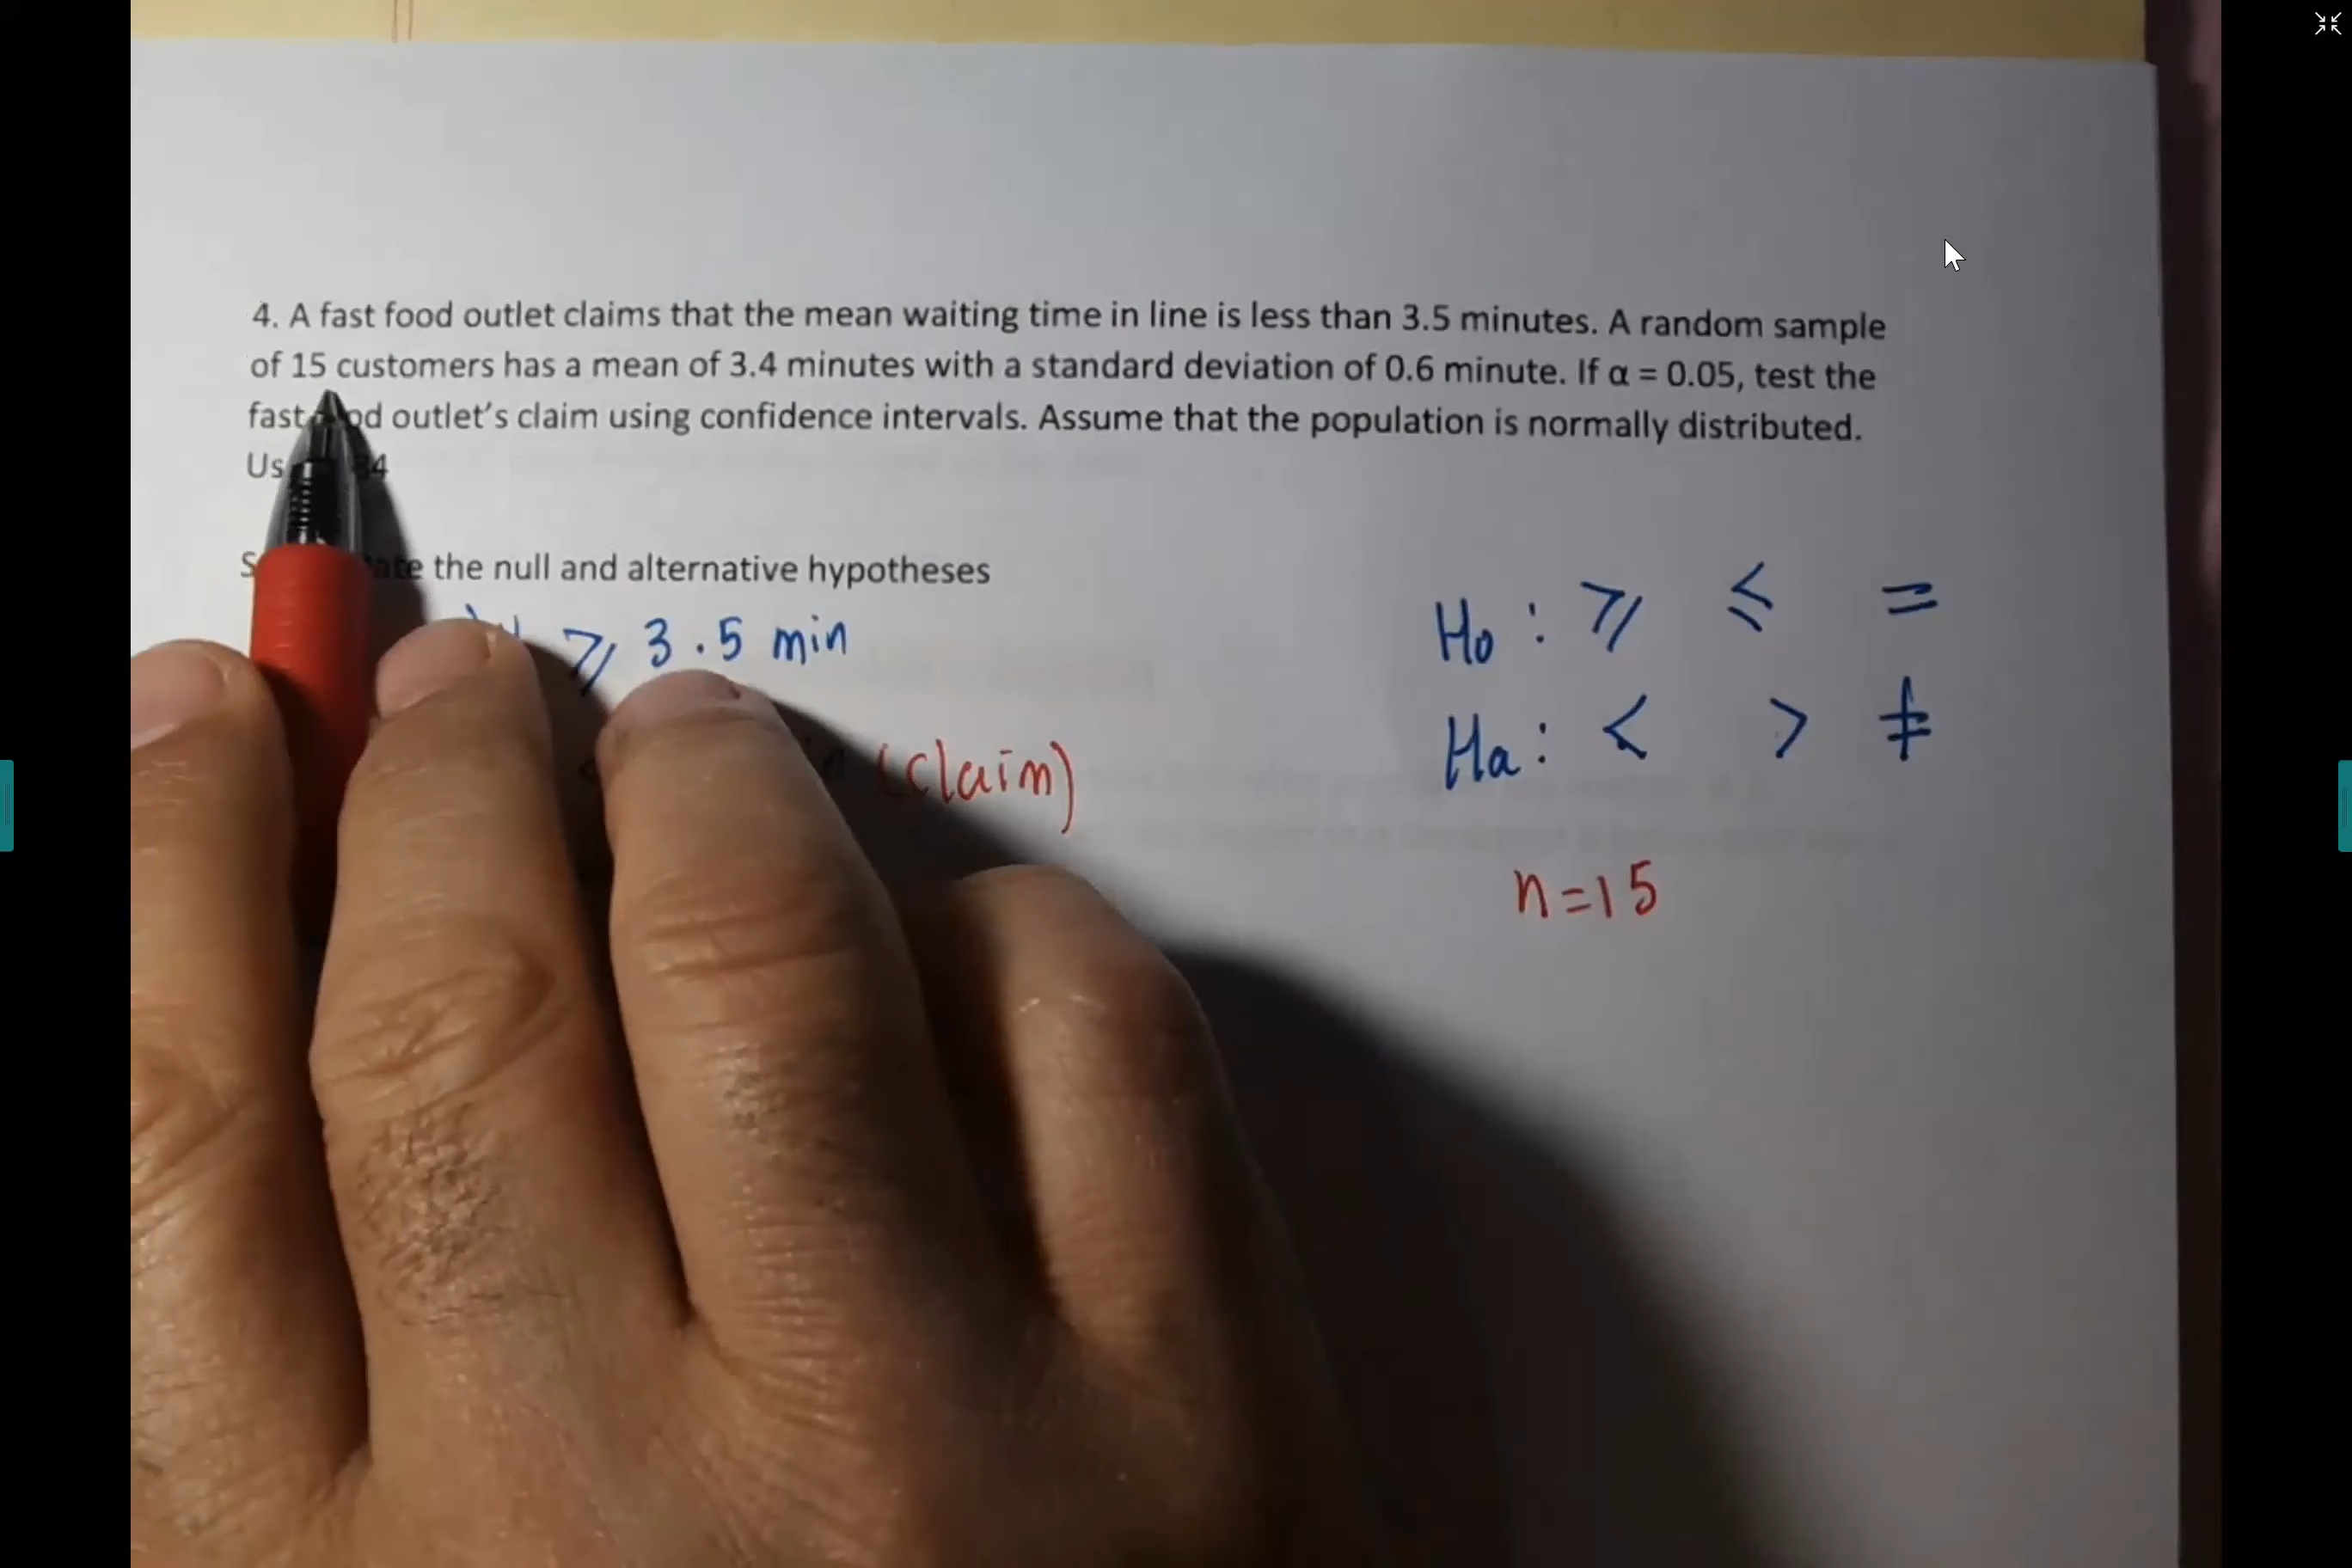 4. A fast food outlet claims that the mean waiting time in line is less than 3.5 minutes. A random sample
of 15 customers has a mean of 3.4 minutes with a standard deviation of 0.6 minute. If α = 0.05, test the
fast outlet's claim using confidence intervals. Assume that the population is normally distributed.
the null and alternative hypotheses
⩾ 3.5 min
(claim)
Ho : ⩾ ⩽ =
Ha : < > ≠
n=15